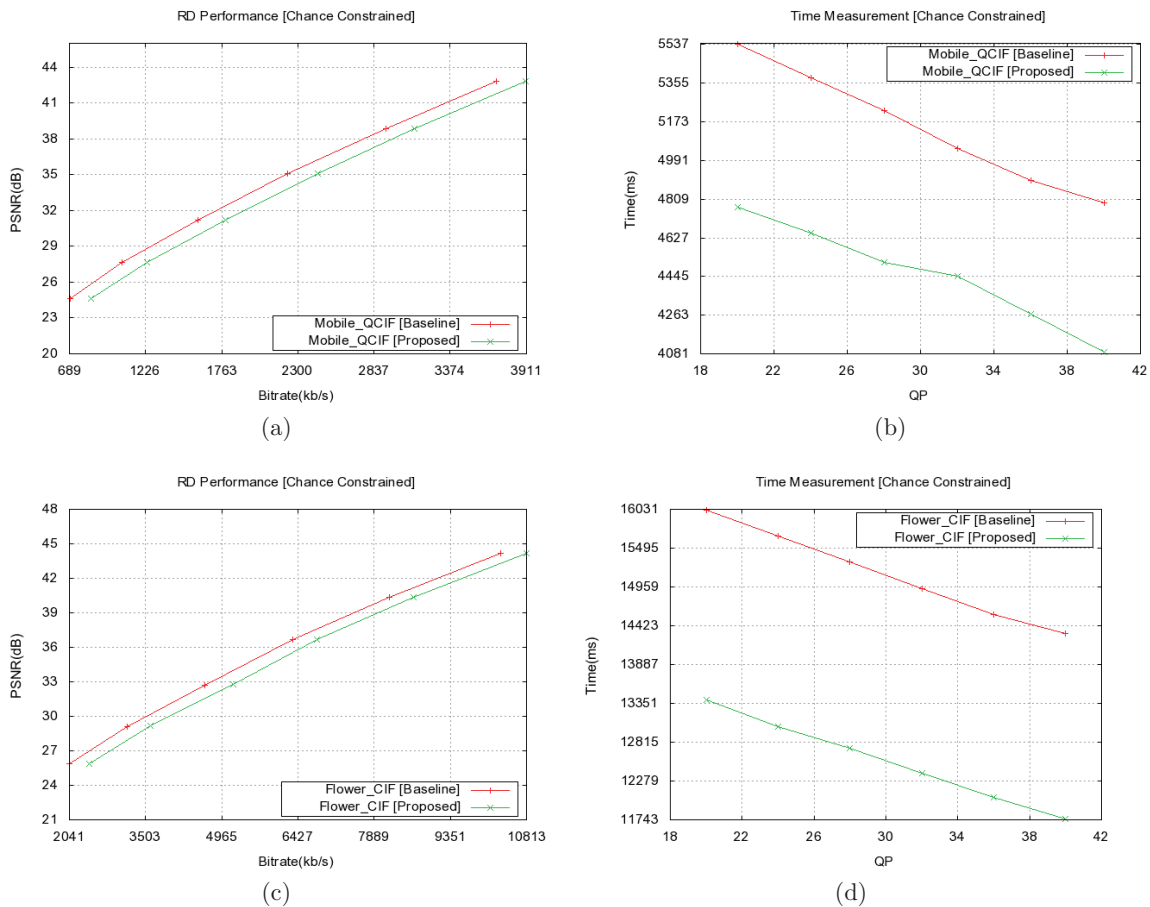 RD Performance [Chance Constrained]
44
41
38
35
32
29
26
23
20
PSNR(dB)
Mobile_QCIF [Baseline]
Mobile_QCIF [Proposed]
689 1226 1763 2300 2837 3374 3911
Bitrate(kb/s)
(a)
Time Measurement [Chance Constrained]
5537
5355
5173
4991
4809
4627
4445
4263
4081
Time(ms)
Mobile_QCIF [Baseline]
Mobile_QCIF [Proposed]
18 22 26 30 34 38 42
QP
(b)
RD Performance [Chance Constrained]
48
45
42
39
36
33
30
27
24
21
PSNR(dB)
Flower_CIF [Baseline]
Flower_CIF [Proposed]
2041 3503 4965 6427 7889 9351 10813
Bitrate(kb/s)
(c)
Time Measurement [Chance Constrained]
16031
15495
14959
14423
13887
13351
12815
12279
11743
Time(ms)
Flower_CIF [Baseline]
Flower_CIF [Proposed]
18 22 26 30 34 38 42
QP
(d)